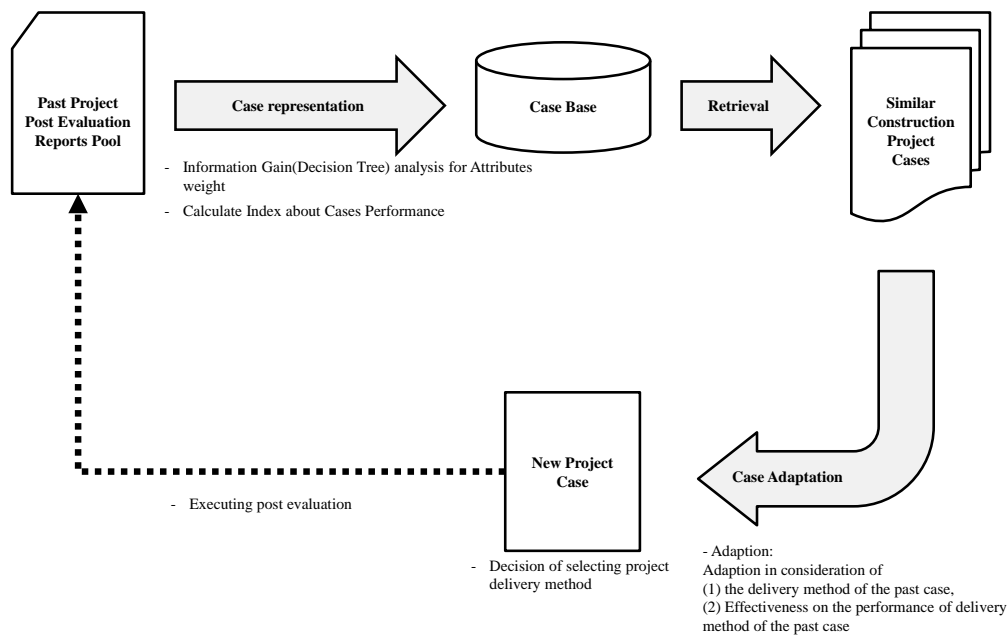 Past Project
Post Evaluation
Reports Pool
Case representation
Case Base
Retrieval
Similar
Construction
Project
Cases
- Information Gain(Decision Tree) analysis for Attributes
weight
- Calculate Index about Cases Performance
New Project
Case
Case Adaptation
- Executing post evaluation
- Decision of selecting project
delivery method
- Adaption:
Adaption in consideration of
(1) the delivery method of the past case,
(2) Effectiveness on the performance of delivery
method of the past case